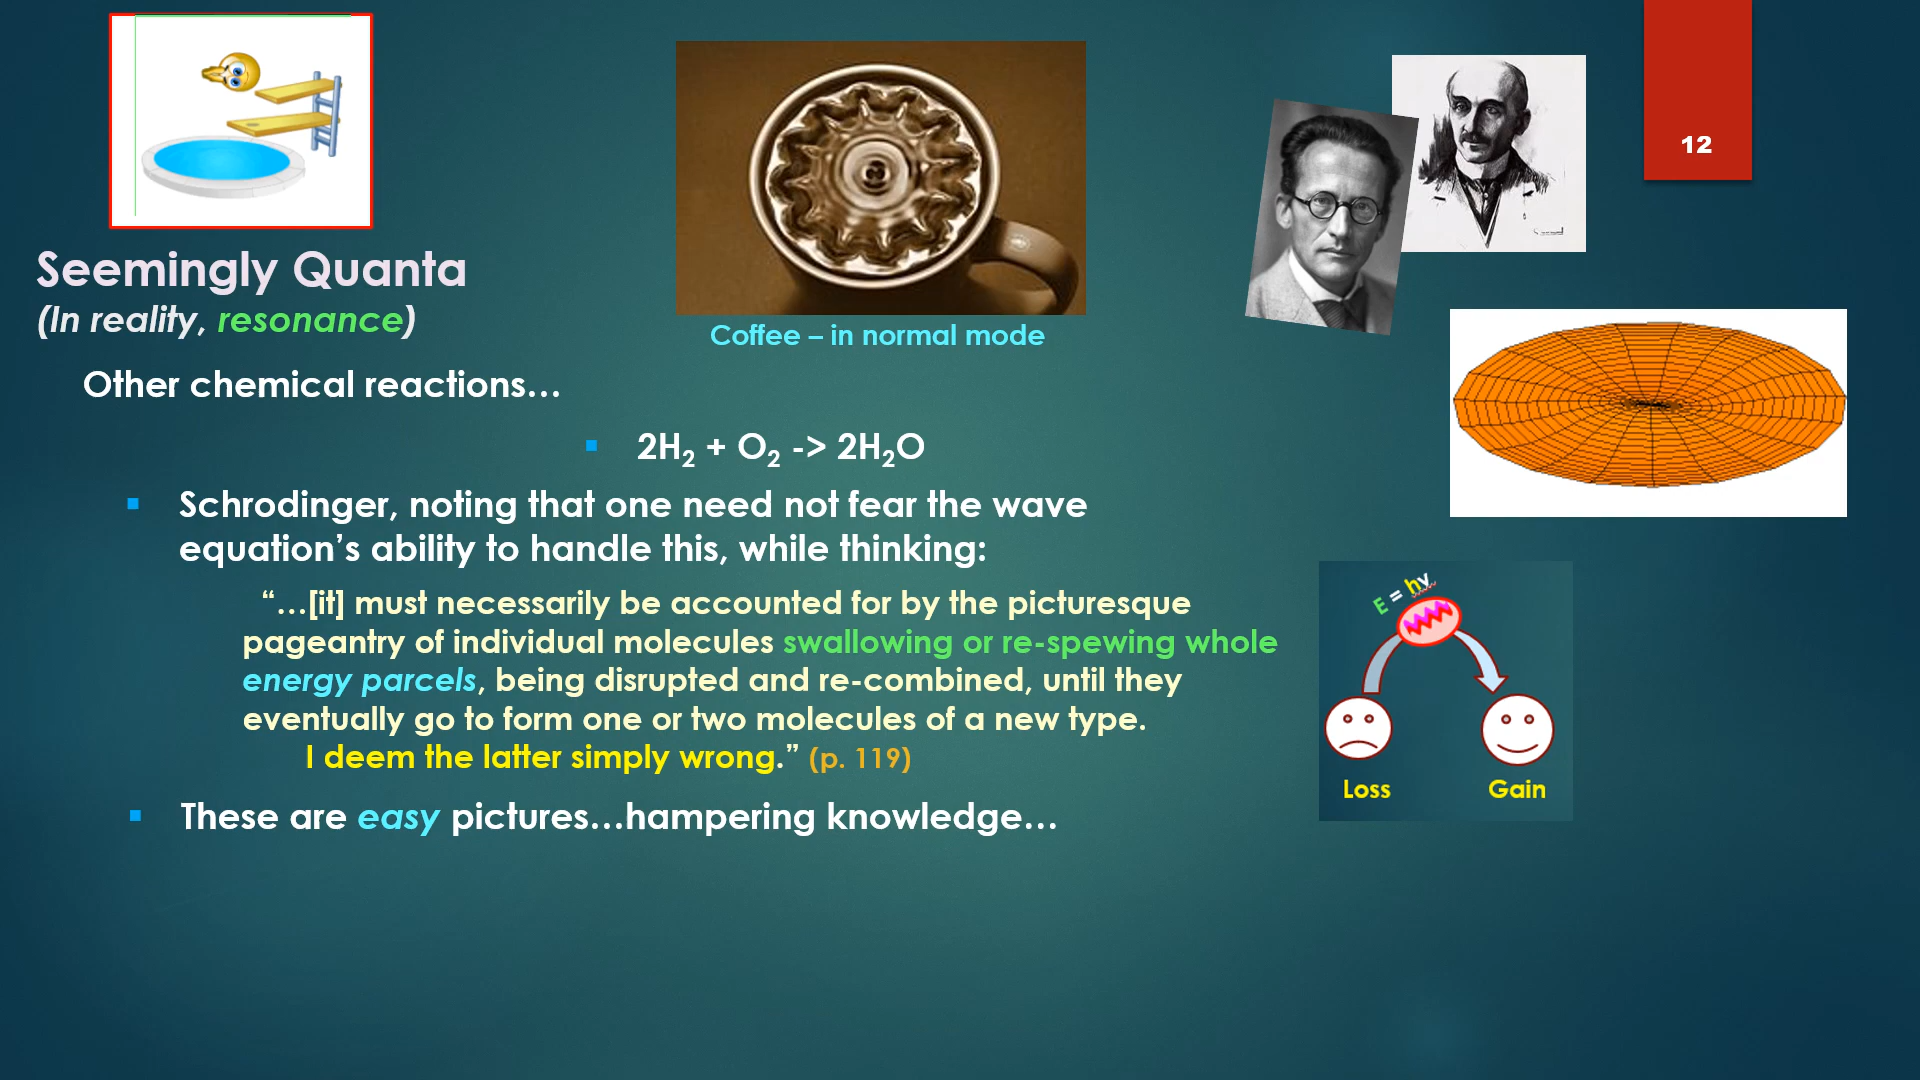 12
Seemingly Quanta
(In reality, resonance)
Coffee – in normal mode
Other chemical reactions…
2H₂ + O₂ -> 2H₂O
Schrodinger, noting that one need not fear the wave
equation’s ability to handle this, while thinking:
“…[it] must necessarily be accounted for by the picturesque
pageantry of individual molecules swallowing or re-spewing whole
energy parcels, being disrupted and re-combined, until they
eventually go to form one or two molecules of a new type.
I deem the latter simply wrong.” (p. 119)
These are easy pictures…hampering knowledge…
E = hv
Loss Gain